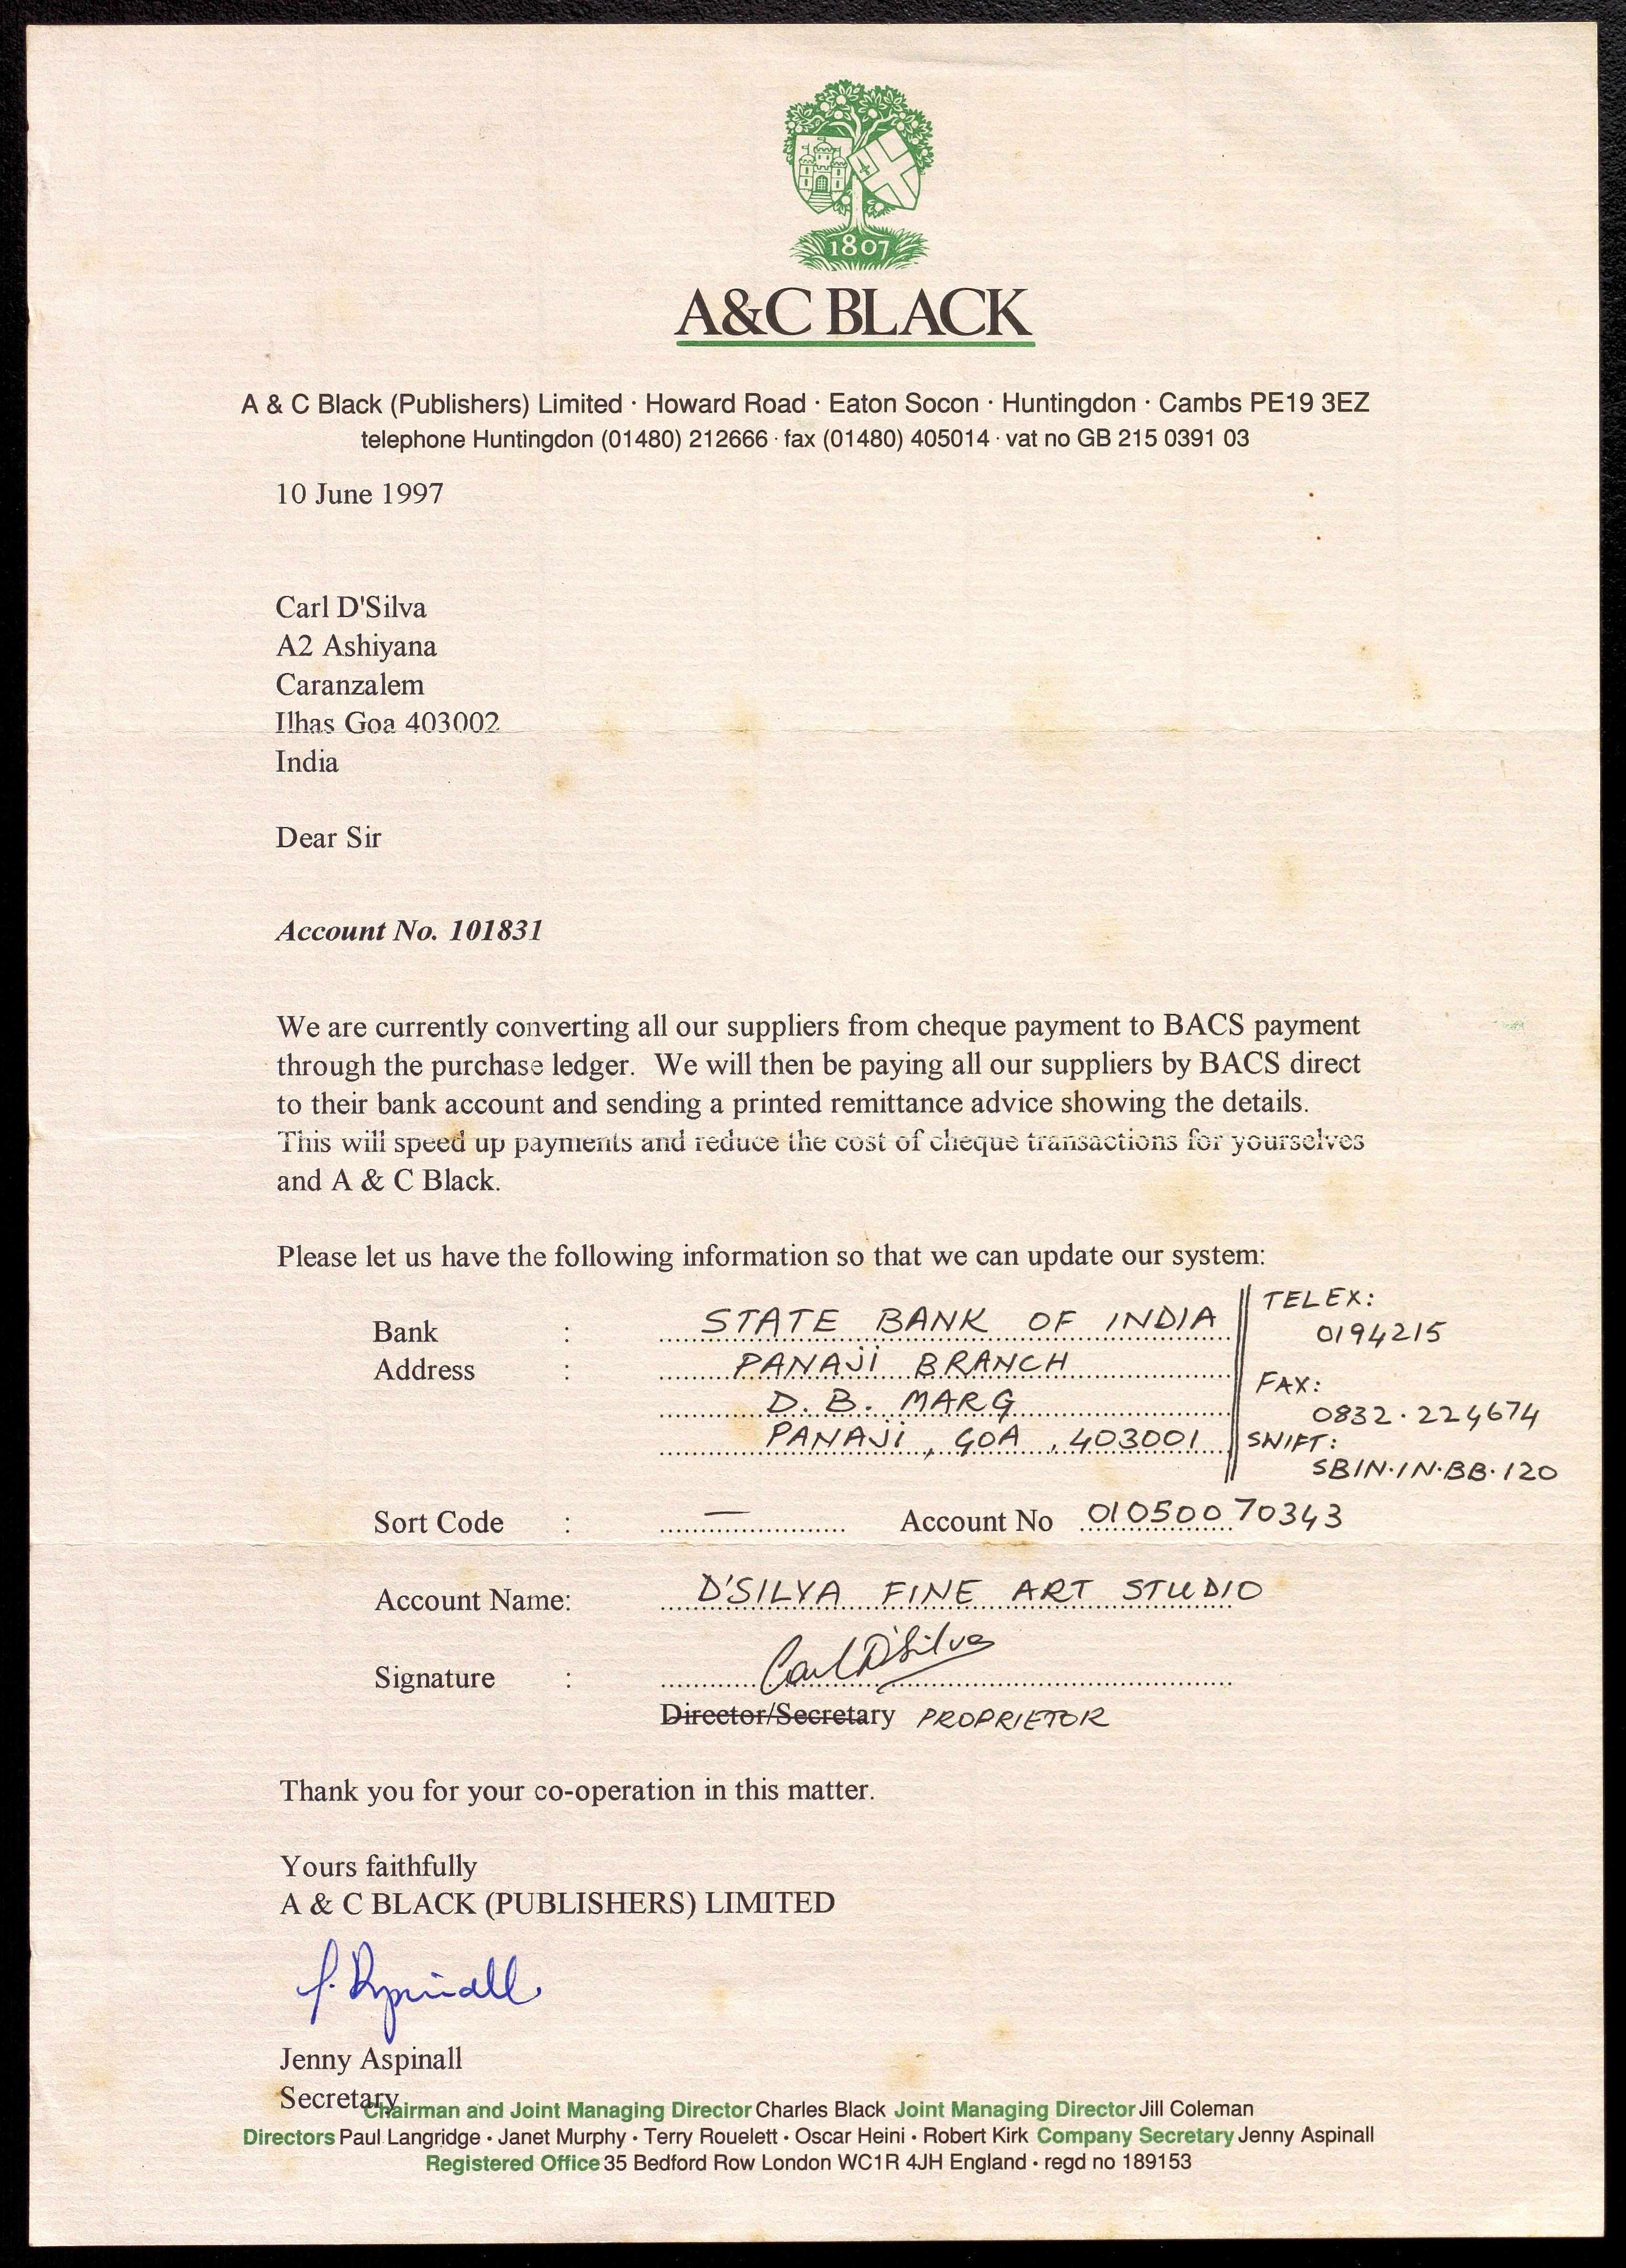 1807
A&C BLACK
A & C Black (Publishers) Limited · Howard Road · Eaton Socon · Huntingdon · Cambs PE19 3EZ
telephone Huntingdon (01480) 212666 · fax (01480) 405014 · vat no GB 215 0391 03
10 June 1997
Carl D'Silva
A2 Ashiyana
Caranzalem
Ilhas Goa 403002
India
Dear Sir
Account No. 101831
We are currently converting all our suppliers from cheque payment to BACS payment
through the purchase ledger. We will then be paying all our suppliers by BACS direct
to their bank account and sending a printed remittance advice showing the details.
This will speed up payments and reduce the cost of cheque transactions for yourselves
and A & C Black.
Please let us have the following information so that we can update our system:
Bank : STATE BANK OF INDIA
Address : PANAJI BRANCH
D. B. MARG
PANAJI, GOA, 403001
TELEX:
0194215
FAX:
0832.224674
SWIFT:
SBIN.IN.BB.120
Sort Code : — Account No 01050070343
Account Name: D'SILVA FINE ART STUDIO
Signature : Carl D'Silva
Director/Secretary PROPRIETOR
Thank you for your co-operation in this matter.
Yours faithfully
A & C BLACK (PUBLISHERS) LIMITED
J. Aspinall
Jenny Aspinall
Secretary
Chairman and Joint Managing Director Charles Black Joint Managing Director Jill Coleman
Directors Paul Langridge · Janet Murphy · Terry Rouelett · Oscar Heini · Robert Kirk Company Secretary Jenny Aspinall
Registered Office 35 Bedford Row London WC1R 4JH England · regd no 189153